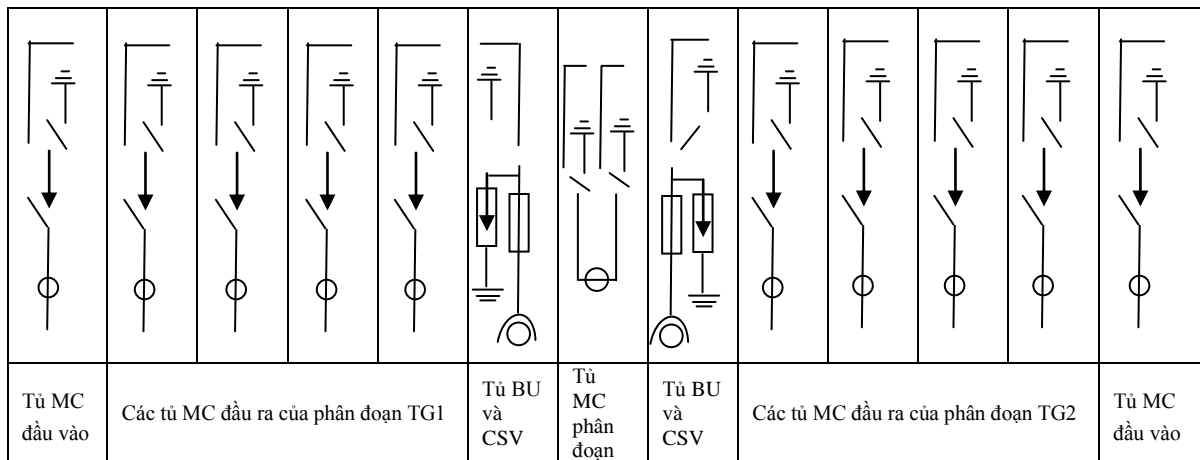 Tủ MC
đầu vào
Các tủ MC đầu ra của phân đoạn TG1
Tủ BU
và
CSV
Tủ
MC
phân
đoạn
Tủ BU
và
CSV
Các tủ MC đầu ra của phân đoạn TG2
Tủ MC
đầu vào